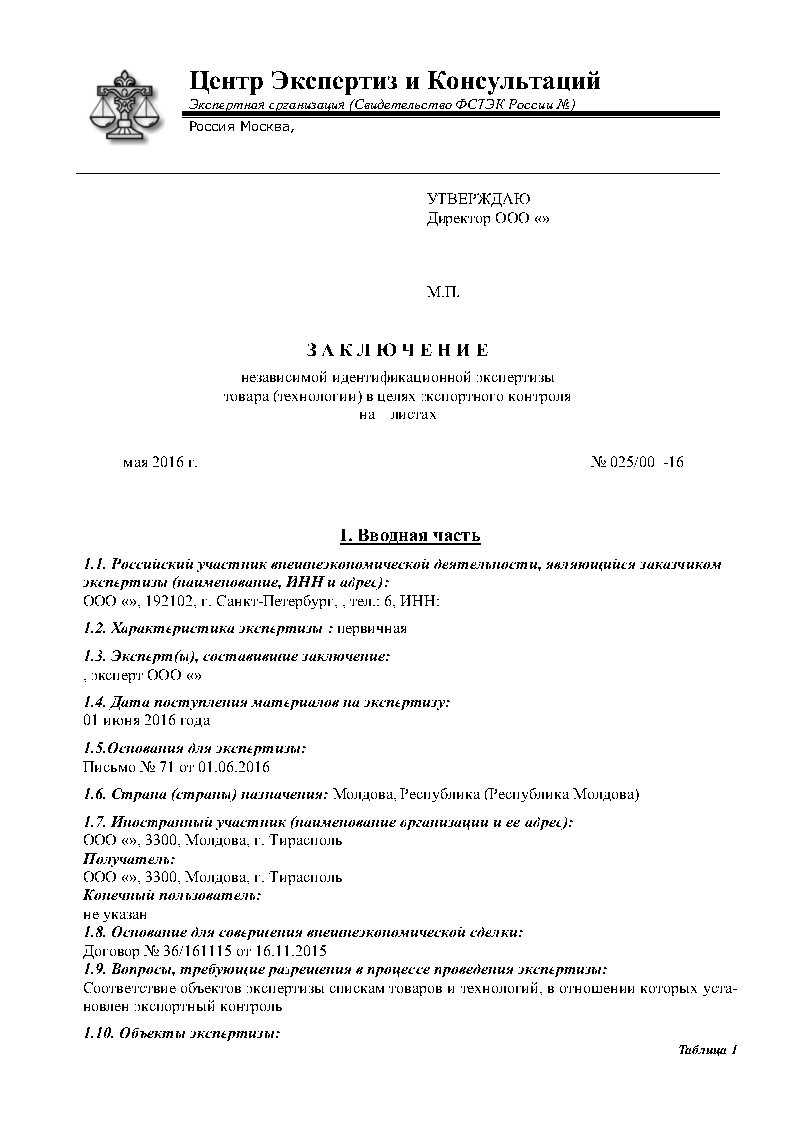 Центр Экспертиз и Консультаций
Экспертная организация (Свидетельство ФСТЭК России №)
Россия Москва,
УТВЕРЖДАЮ
Директор ООО «»
М.П.
З А К Л Ю Ч Е Н И Е
независимой идентификационной экспертизы
товара (технологии) в целях экспортного контроля
на листах
мая 2016 г. № 025/00 -16
1. Вводная часть
1.1. Российский участник внешнеэкономической деятельности, являющийся заказчиком
экспертизы (наименование, ИНН и адрес):
ООО «», 192102, г. Санкт-Петербург, , тел.: 6, ИНН:
1.2. Характеристика экспертизы : первичная
1.3. Эксперт(ы), составившие заключение:
, эксперт ООО «»
1.4. Дата поступления материалов на экспертизу:
01 июня 2016 года
1.5.Основания для экспертизы:
Письмо № 71 от 01.06.2016
1.6. Страна (страны) назначения: Молдова, Республика (Республика Молдова)
1.7. Иностранный участник (наименование организации и ее адрес):
ООО «», 3300, Молдова, г. Тирасполь
Получатель:
ООО «», 3300, Молдова, г. Тирасполь
Конечный пользователь:
не указан
1.8. Основание для совершения внешнеэкономической сделки:
Договор № 36/161115 от 16.11.2015
1.9. Вопросы, требующие разрешения в процессе проведения экспертизы:
Соответствие объектов экспертизы спискам товаров и технологий, в отношении которых уста-
новлен экспортный контроль
1.10. Объекты экспертизы:
Таблица 1